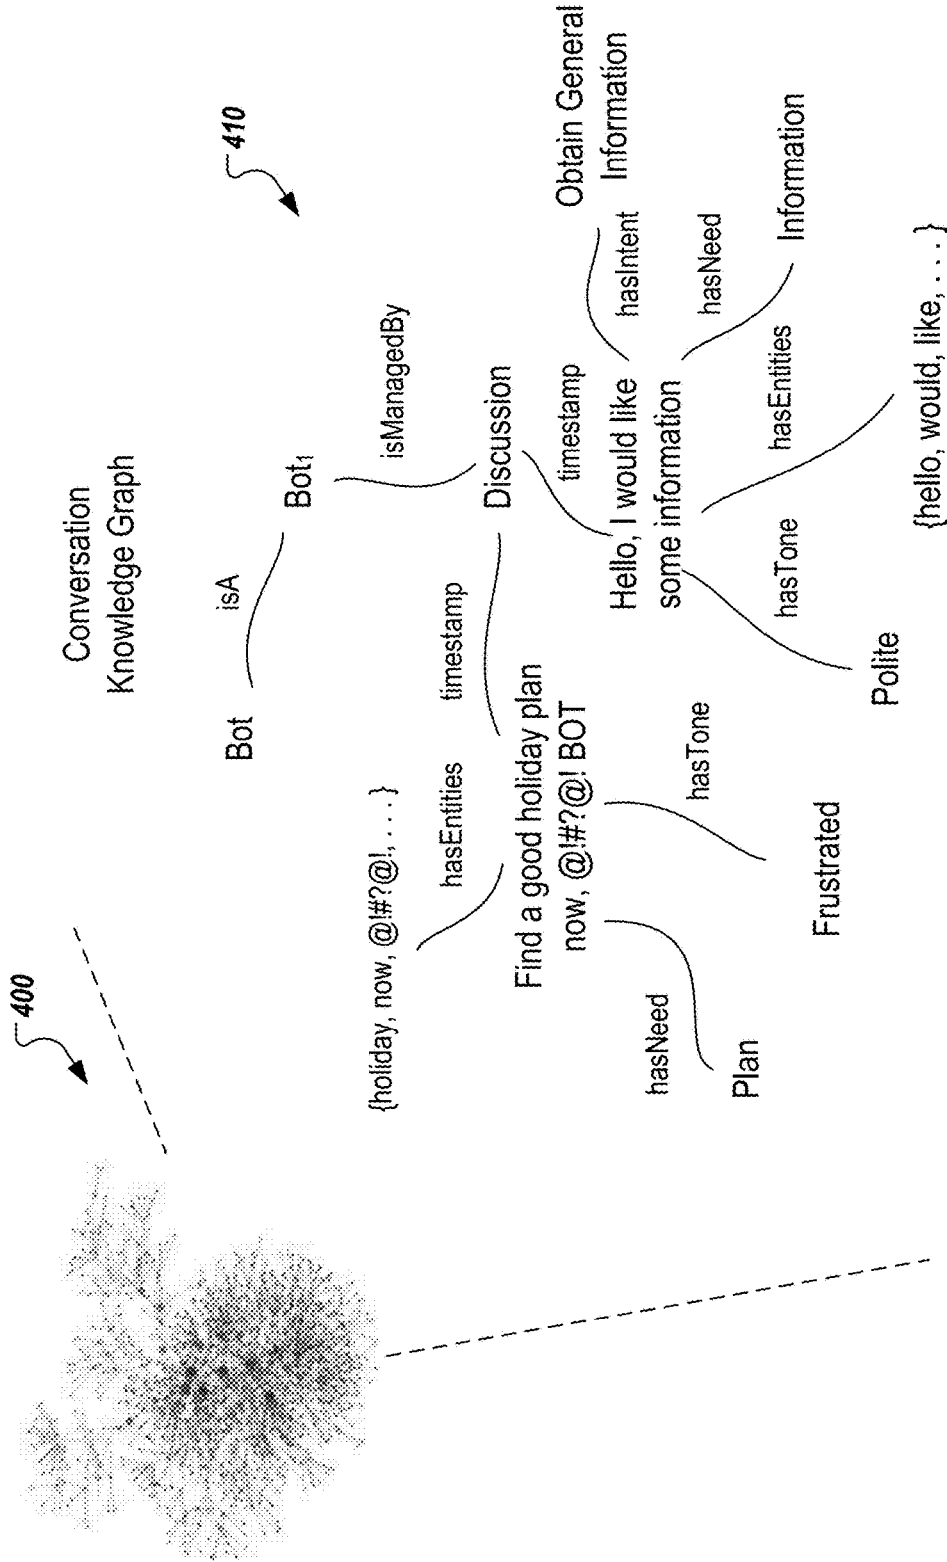 400
Conversation
Knowledge Graph
410
Bot
isA
Bot₁
isManagedBy
{holiday, now, @!#?@!, . . . }
hasEntities
timestamp
Discussion
Find a good holiday plan
now, @!#?@! BOT
timestamp
Obtain General
Information
hasIntent
Hello, I would like
some information
hasNeed
hasNeed
Plan
hasTone
Frustrated
hasTone
Polite
hasEntities
Information
{hello, would, like, . . . }